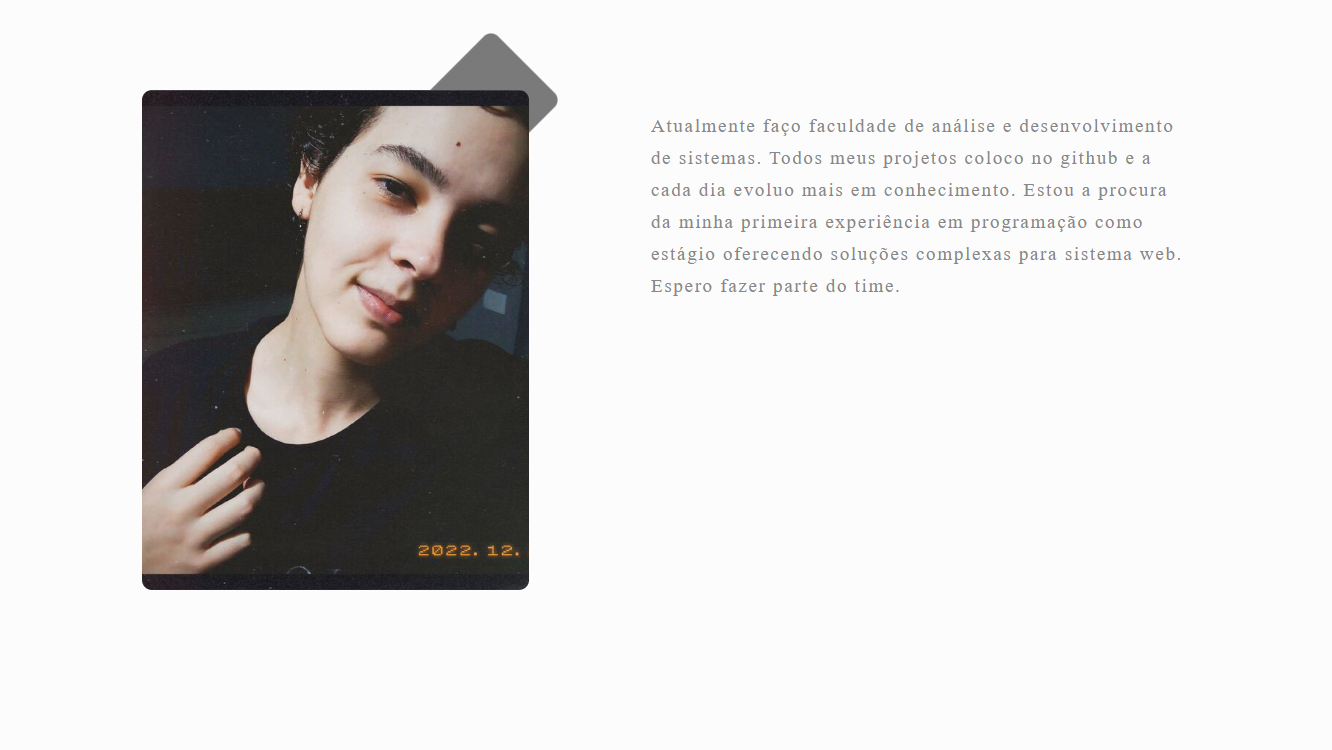 Atualmente faço faculdade de análise e desenvolvimento
de sistemas. Todos meus projetos coloco no github e a
cada dia evoluo mais em conhecimento. Estou a procura
da minha primeira experiência em programação como
estágio oferecendo soluções complexas para sistema web.
Espero fazer parte do time.
2022. 12.